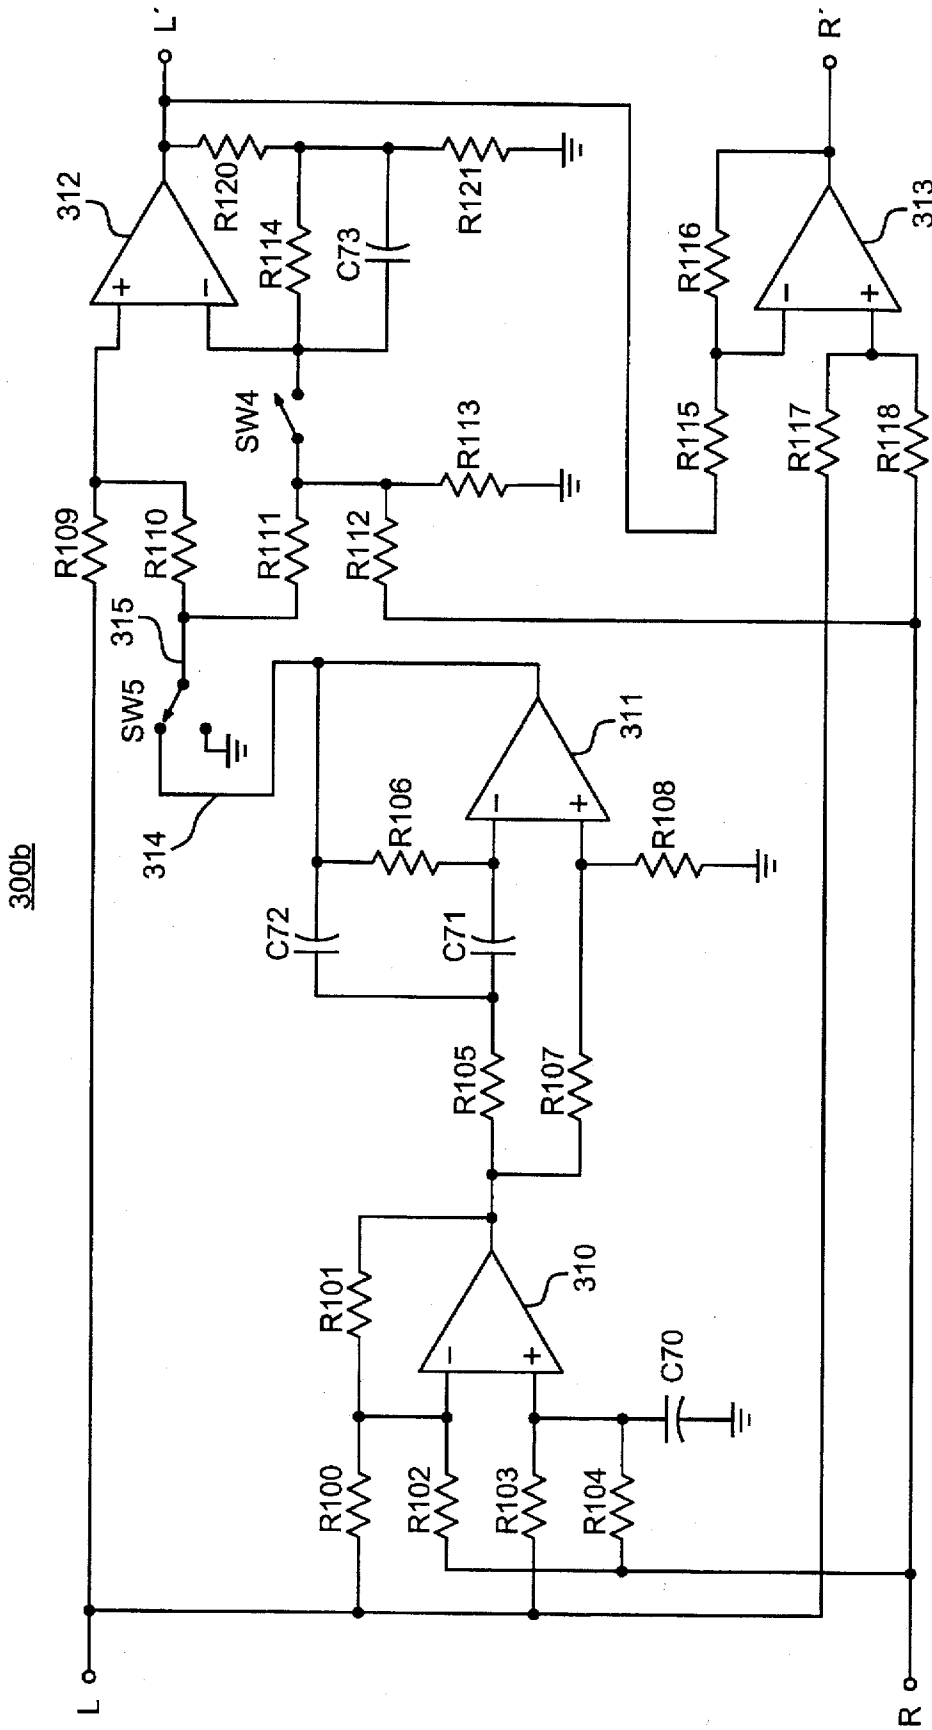 300b
L
R
R100
R102
R103
R104
C70
R101
310
-
+
R105
R107
C72
C71
R106
R108
311
-
+
314
SW5
315
R109
R110
R111
R112
R113
SW4
312
+
-
R114
C73
R120
R121
L'
R115
R116
R117
R118
-
+
313
R'